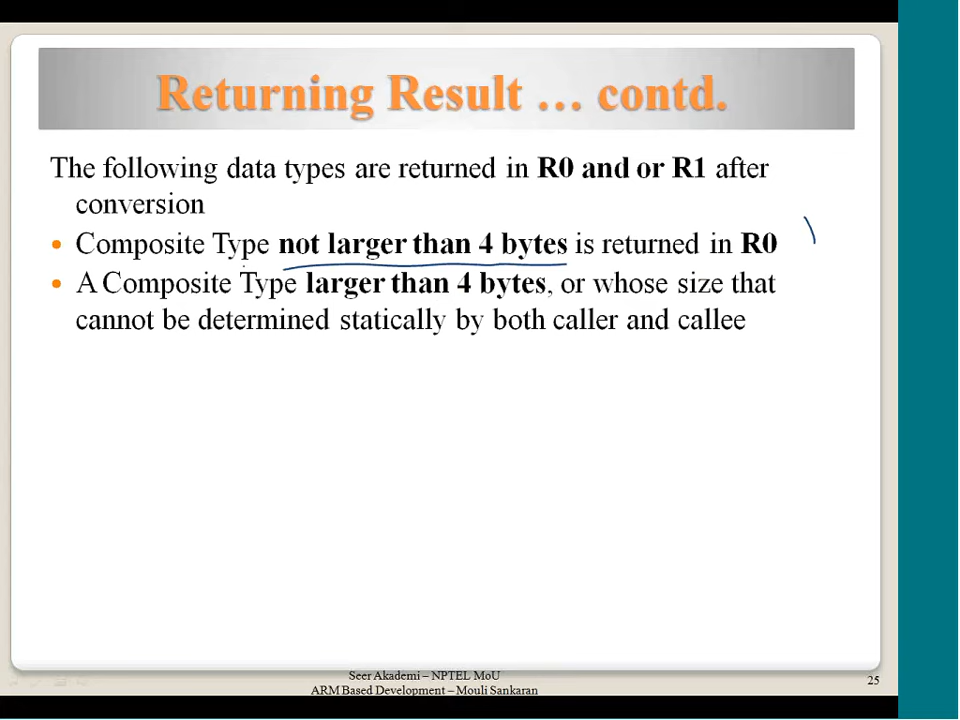 Returning Result … contd.
The following data types are returned in R0 and or R1 after
conversion
• Composite Type not larger than 4 bytes is returned in R0
• A Composite Type larger than 4 bytes, or whose size that
cannot be determined statically by both caller and callee
Seer Akademi – NPTEL MoU
ARM Based Development – Mouli Sankaran
25